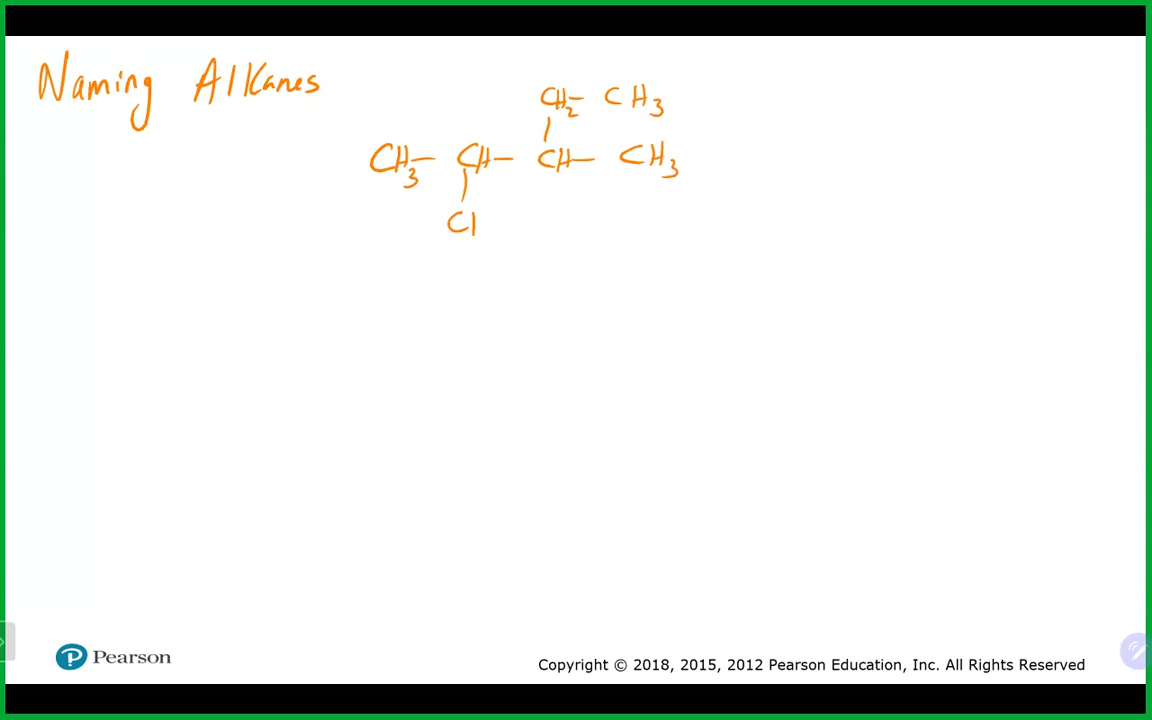 Naming Alkanes
CH2- CH3
CH3- CH- CH- CH3
Cl
Pearson
Copyright © 2018, 2015, 2012 Pearson Education, Inc. All Rights Reserved